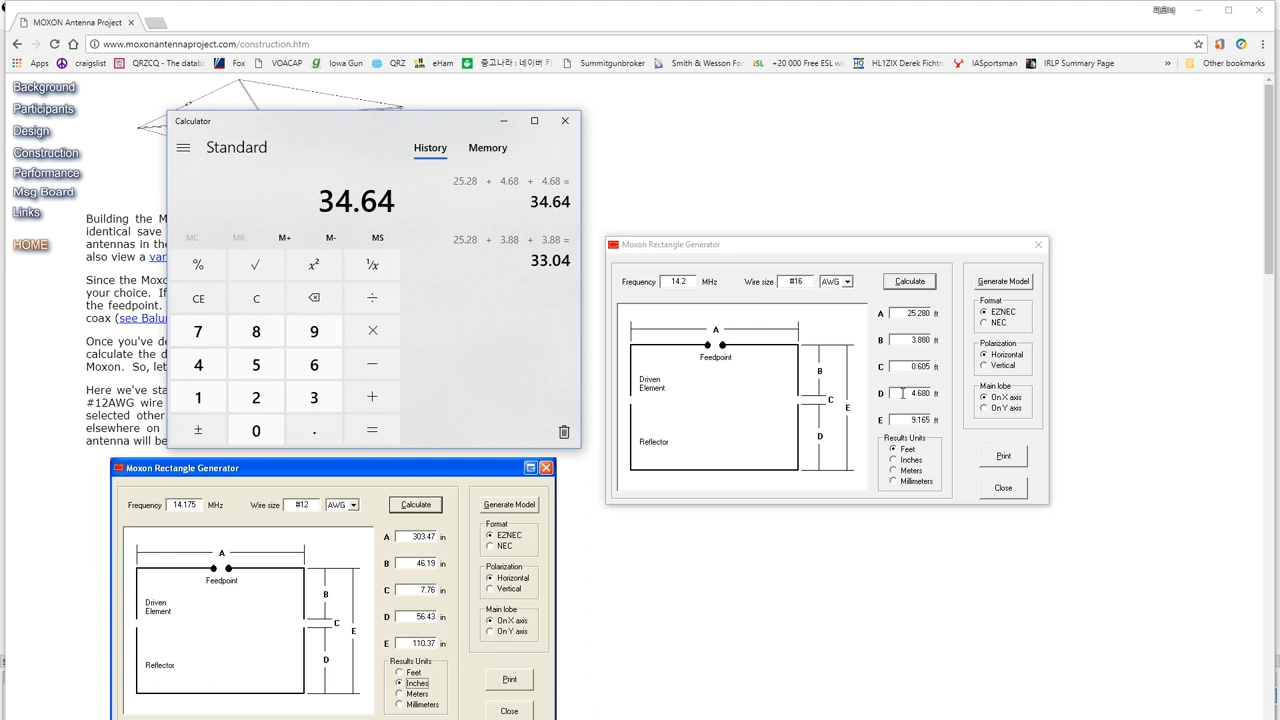 파트너
MOXON Antenna Project
www.moxonantennaproject.com/construction.htm
Apps craigslist QRZCQ - The datab Fox VOACAP Iowa Gun QRZ eHam 중고나라 : 네이버 카 Summitgunbroker Smith & Wesson For +20 000 Free ESL w HL1ZIX Derek Fichtn IASportsman IRLP Summary Page » Other bookmarks
Background
Participants
Design
Construction
Performance
Msg Board
Links
HOME
Building the M
identical save
antennas in the
also view a var
Since the Moxo
your choice. If
the feedpoint.
coax (see Balu
Once you've de
calculate the d
Moxon. So, let
Here we've sta
#12AWG wire
selected other
elsewhere on
antenna will be
Calculator
Standard
History Memory
34.64
25.28 + 4.68 + 4.68 =
34.64
25.28 + 3.88 + 3.88 =
33.04
MC MR M+ M- MS
% √ x² ¹/x
CE C ÷
7 8 9 ×
4 5 6 −
1 2 3 +
± 0 . =
Moxon Rectangle Generator
Frequency 14.2 MHz Wire size #16 AWG Calculate
A
Feedpoint
Driven
Element
Reflector
B
C
D
E
A 25.280 ft
B 3.880 ft
C 0.605 ft
D 4.680 ft
E 9.165 ft
Results Units
Feet
Inches
Meters
Millimeters
Generate Model
Format
EZNEC
NEC
Polarization
Horizontal
Vertical
Main lobe
On X axis
On Y axis
Print
Close
Moxon Rectangle Generator
Frequency 14.175 MHz Wire size #12 AWG Calculate
A
Feedpoint
Driven
Element
Reflector
B
C
D
E
A 303.47 in
B 46.19 in
C 7.76 in
D 56.43 in
E 110.37 in
Results Units
Feet
Inches
Meters
Millimeters
Generate Model
Format
EZNEC
NEC
Polarization
Horizontal
Vertical
Main lobe
On X axis
On Y axis
Print
Close